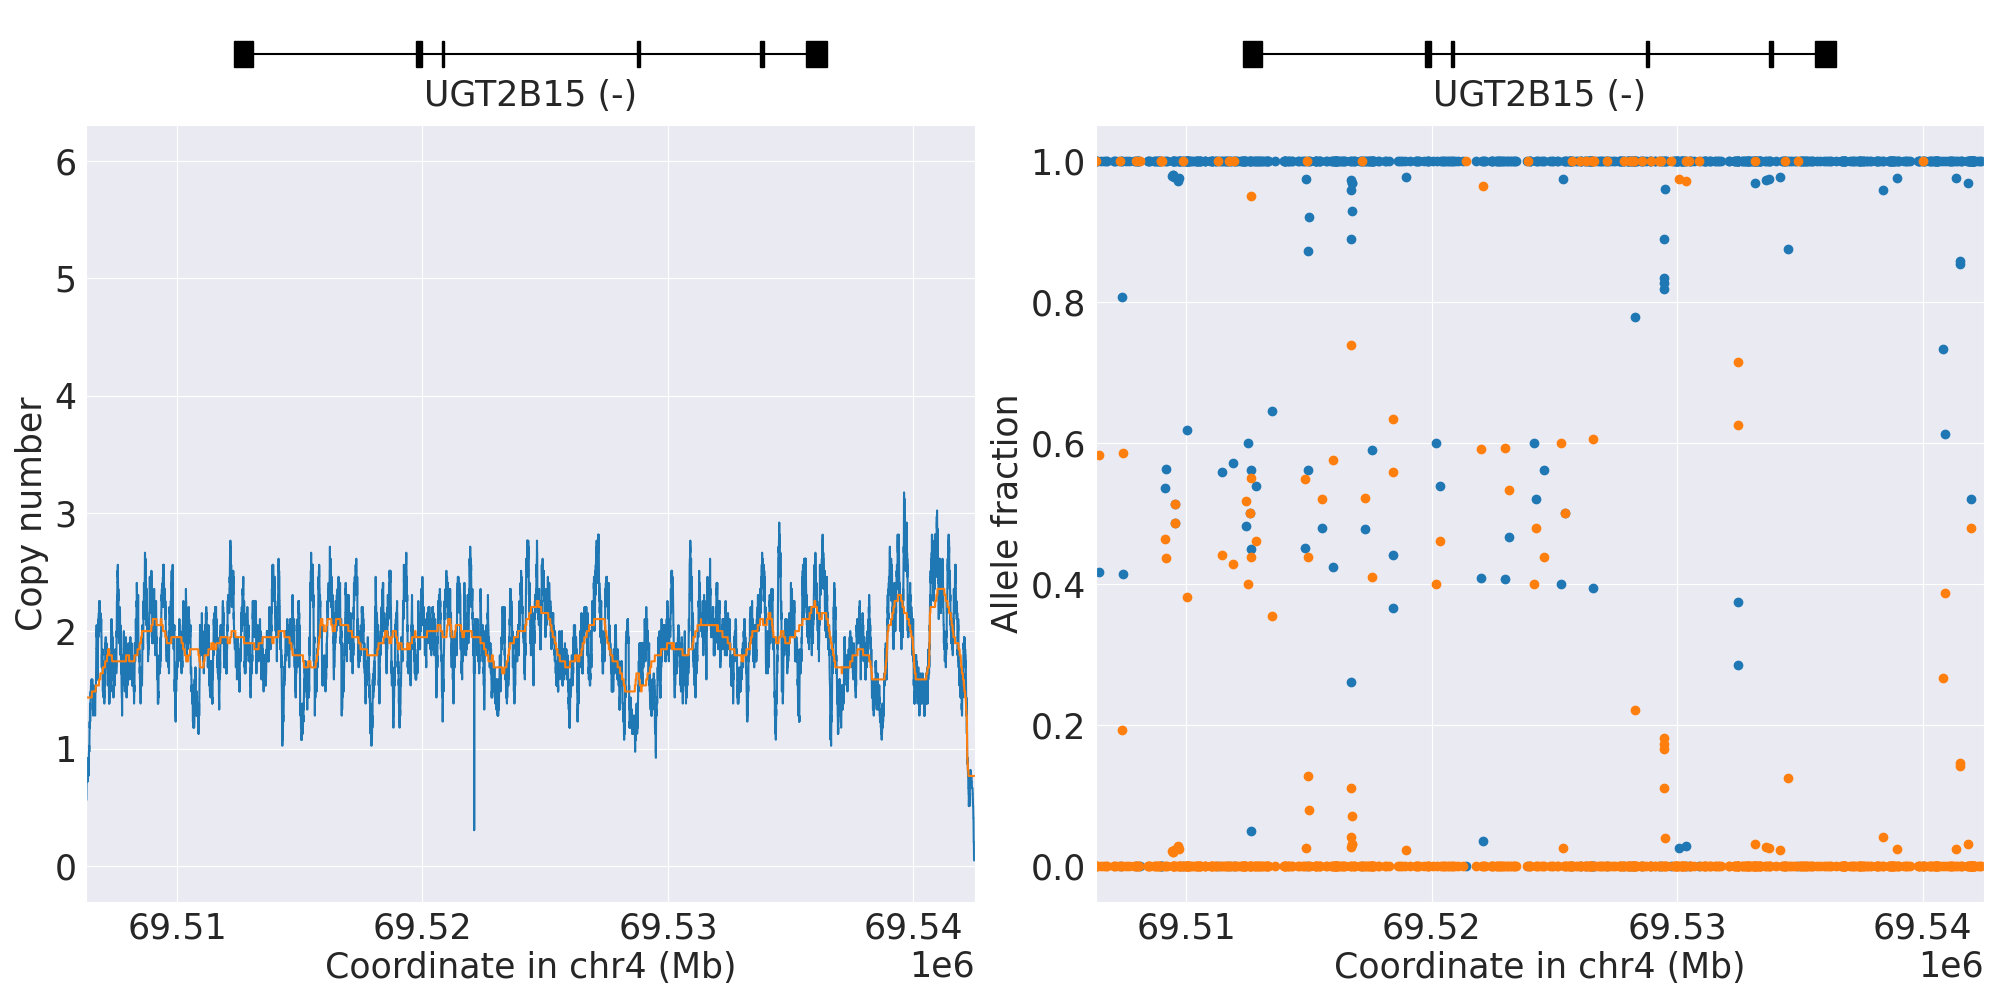 UGT2B15 (-)
6
5
4
3
2
1
0
Copy number
69.51 69.52 69.53 69.54
Coordinate in chr4 (Mb)
1e6
UGT2B15 (-)
1.0
0.8
0.6
0.4
0.2
0.0
Allele fraction
69.51 69.52 69.53 69.54
Coordinate in chr4 (Mb)
1e6